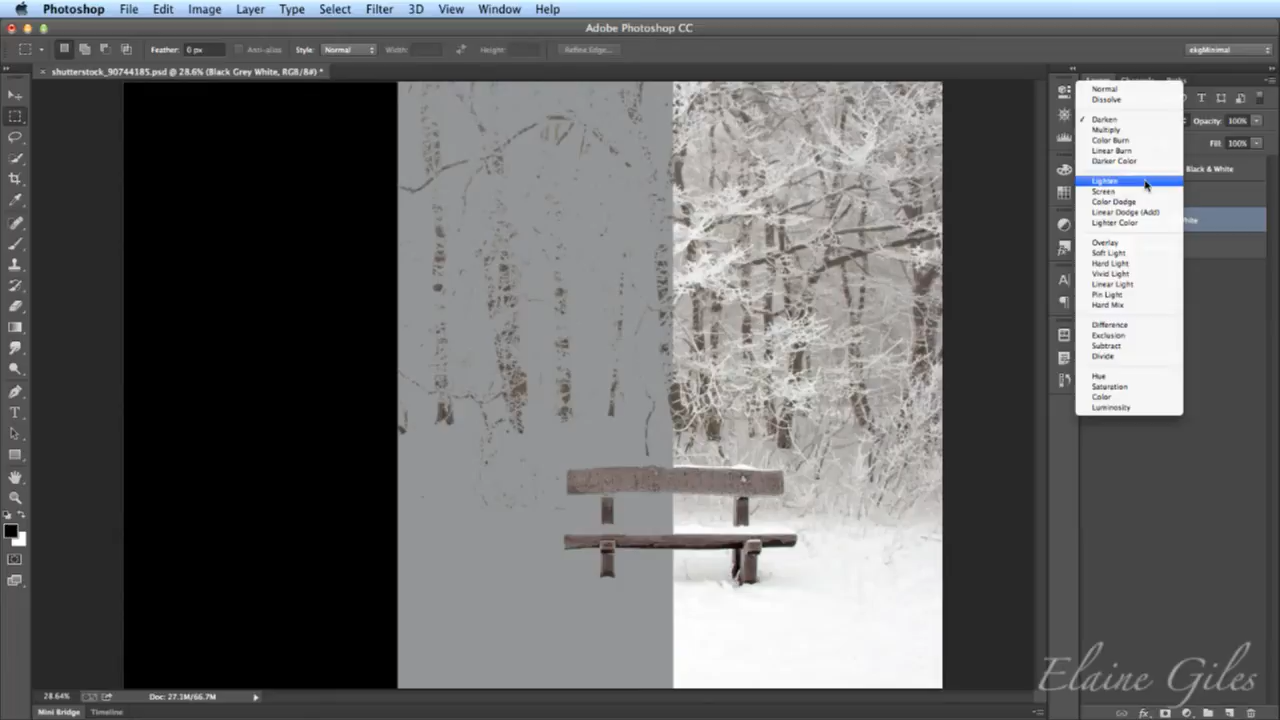 Photoshop File Edit Image Layer Type Select Filter 3D View Window Help
Adobe Photoshop CC
Feather: 0 px Anti-alias Style: Normal Width: Height: Refine Edge... ekgMinimal
× shutterstock_90744185.psd @ 28.6% (Black Grey White, RGB/8#) *
Normal
Dissolve
✓ Darken
Multiply
Color Burn
Linear Burn
Darker Color
Lighten
Screen
Color Dodge
Linear Dodge (Add)
Lighter Color
Overlay
Soft Light
Hard Light
Vivid Light
Linear Light
Pin Light
Hard Mix
Difference
Exclusion
Subtract
Divide
Hue
Saturation
Color
Luminosity
Opacity: 100%
Fill: 100%
Black & White
Elaine Giles
28.64% Doc: 27.1M/66.7M
Mini Bridge Timeline